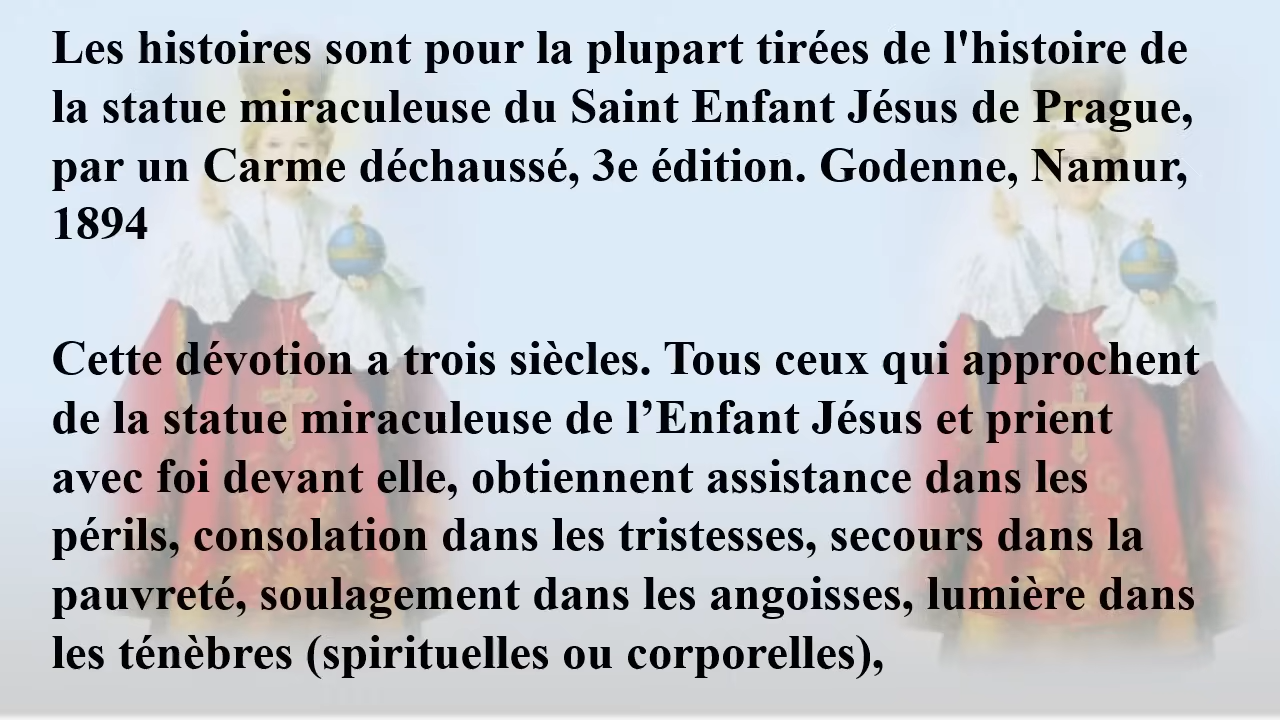 Les histoires sont pour la plupart tirées de l'histoire de
la statue miraculeuse du Saint Enfant Jésus de Prague,
par un Carme déchaussé, 3e édition. Godenne, Namur,
1894
Cette dévotion a trois siècles. Tous ceux qui approchent
de la statue miraculeuse de l’Enfant Jésus et prient
avec foi devant elle, obtiennent assistance dans les
périls, consolation dans les tristesses, secours dans la
pauvreté, soulagement dans les angoisses, lumière dans
les ténèbres (spirituelles ou corporelles),